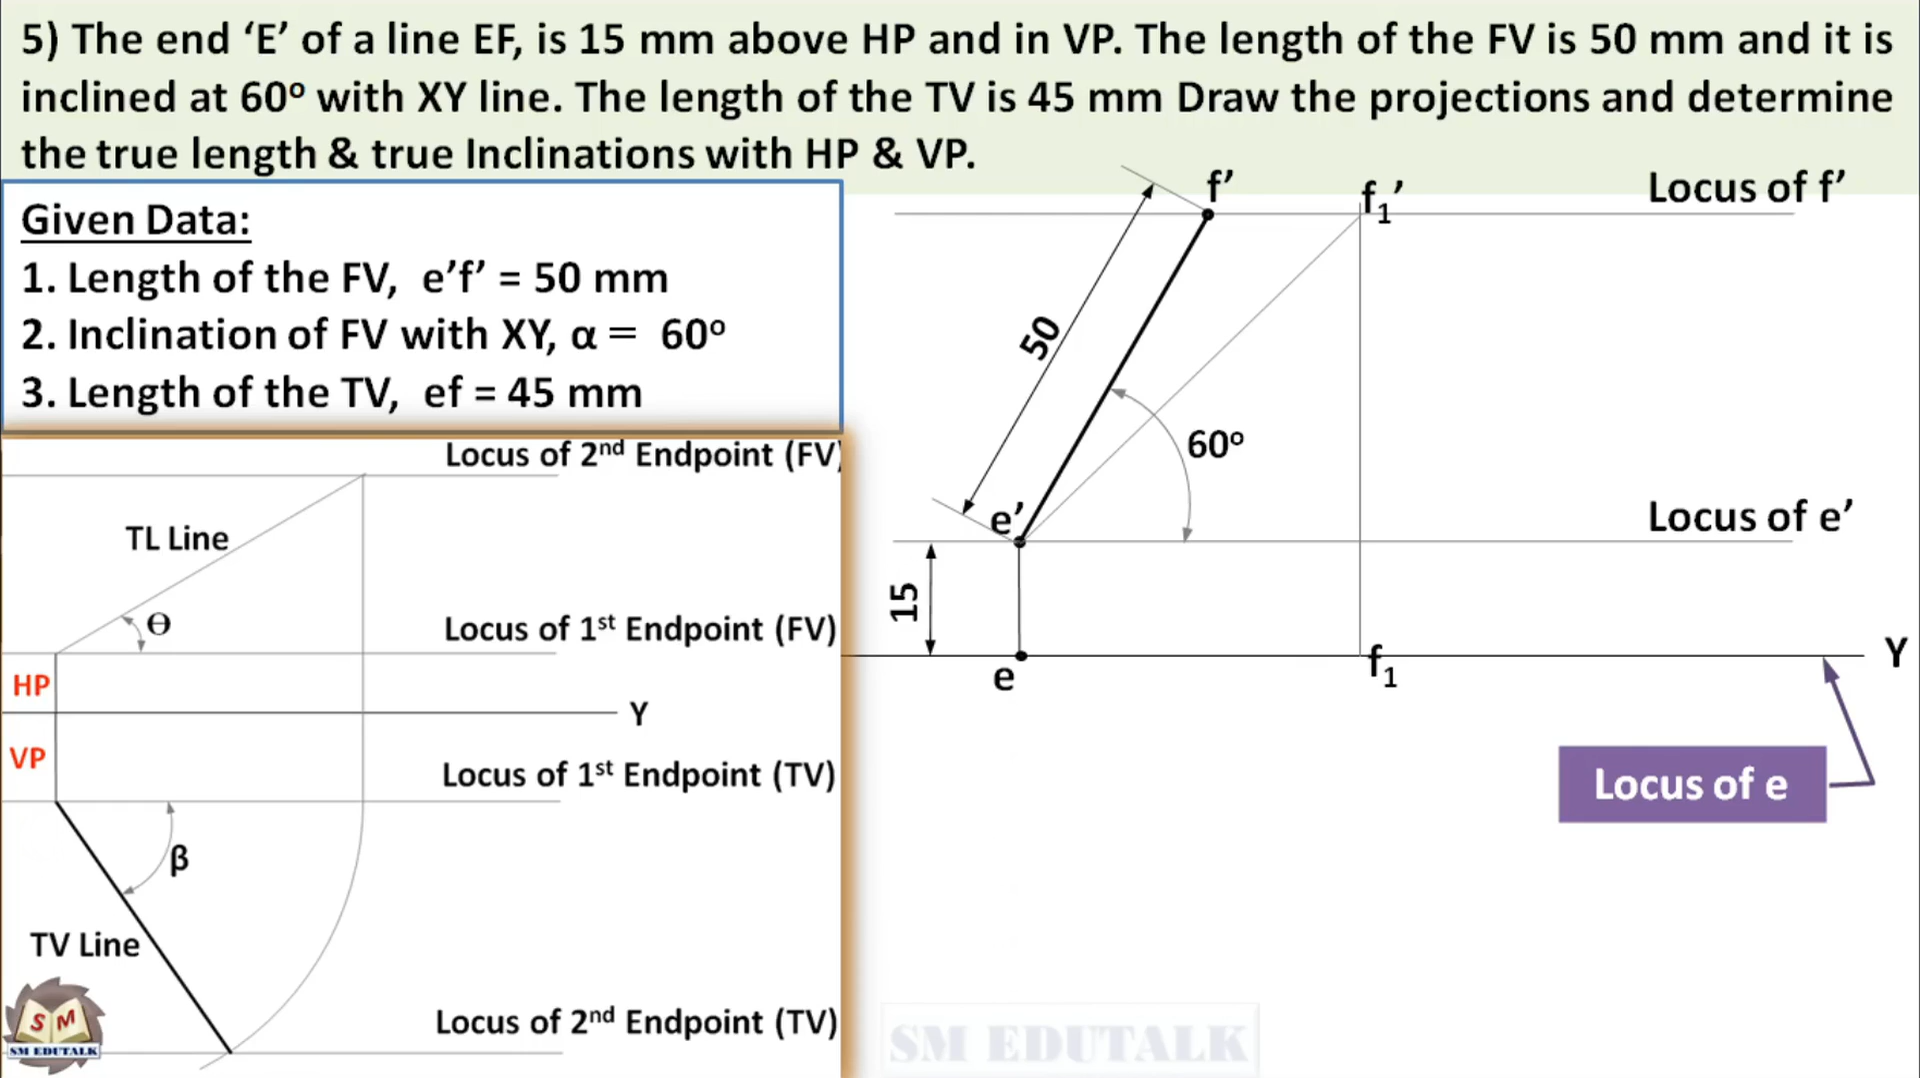 5) The end ‘E’ of a line EF, is 15 mm above HP and in VP. The length of the FV is 50 mm and it is
inclined at 60º with XY line. The length of the TV is 45 mm Draw the projections and determine
the true length & true Inclinations with HP & VP.
Given Data:
1. Length of the FV, e’f’ = 50 mm
2. Inclination of FV with XY, α = 60º
3. Length of the TV, ef = 45 mm
f’
f₁’
Locus of f’
50
60º
e’
Locus of e’
15
e
f₁
Y
Locus of e
Locus of 2ⁿᵈ Endpoint (FV)
TL Line
Θ
Locus of 1ˢᵗ Endpoint (FV)
HP
Y
VP
Locus of 1ˢᵗ Endpoint (TV)
β
TV Line
Locus of 2ⁿᵈ Endpoint (TV)
S M
SM EDUTALK
SM EDUTALK